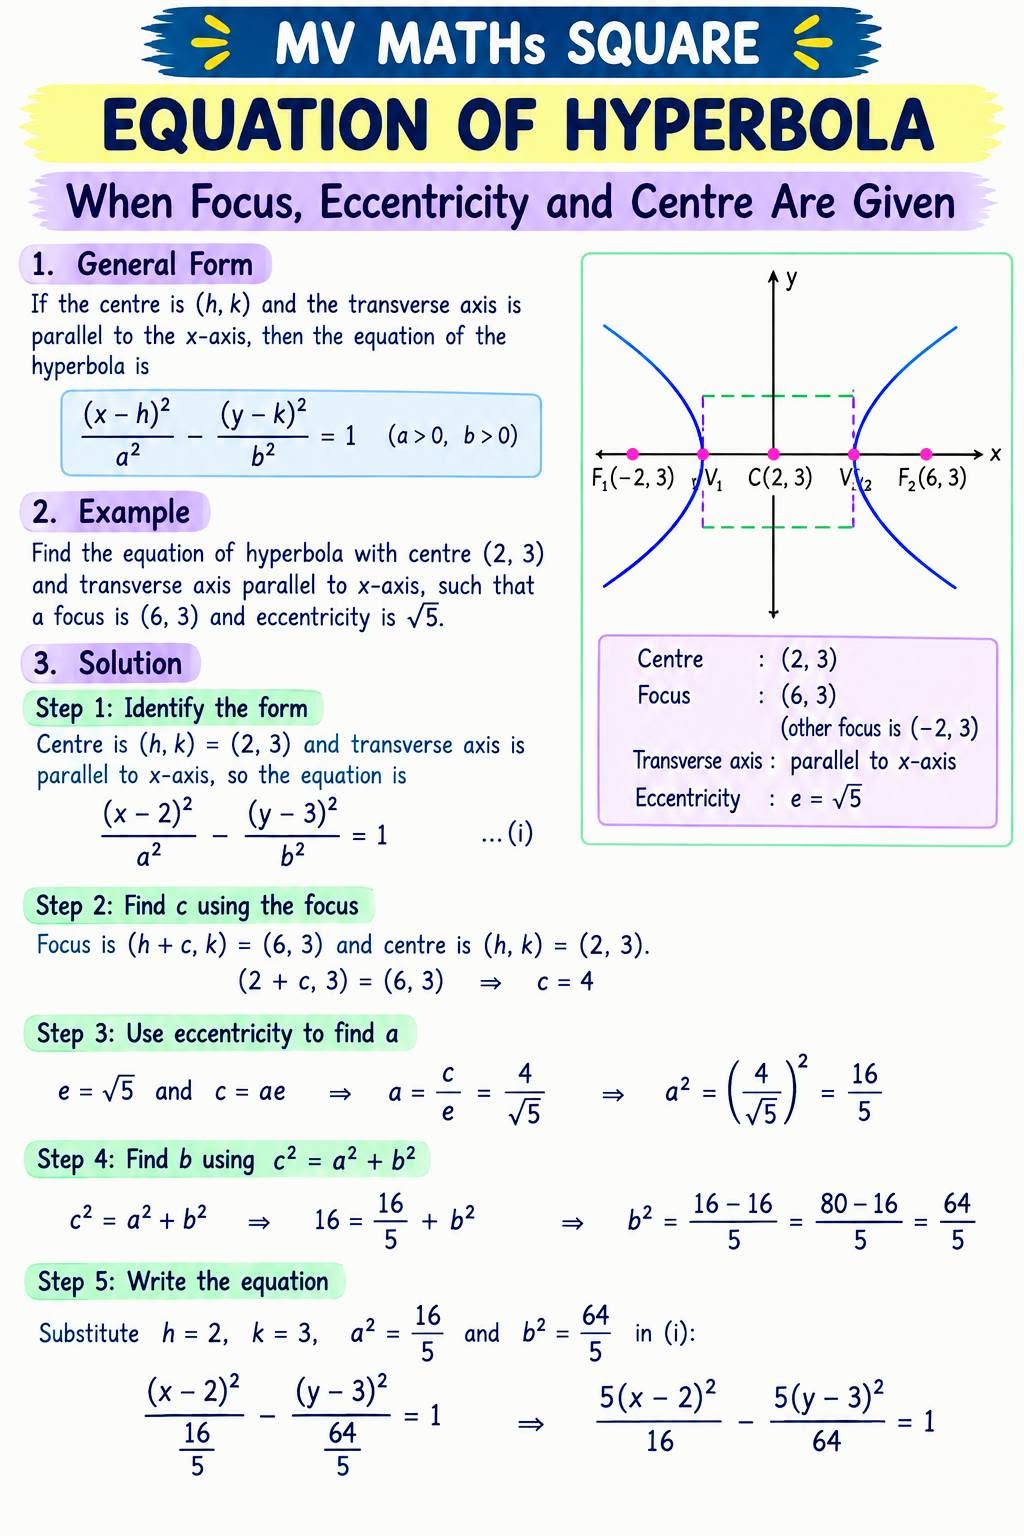 MV MATHs SQUARE
EQUATION OF HYPERBOLA
When Focus, Eccentricity and Centre Are Given
1. General Form
If the centre is (h, k) and the transverse axis is
parallel to the x-axis, then the equation of the
hyperbola is
(x – h)²/a² – (y – k)²/b² = 1 (a > 0, b > 0)
2. Example
Find the equation of hyperbola with centre (2, 3)
and transverse axis parallel to x-axis, such that
a focus is (6, 3) and eccentricity is √5.
y
x
F₁(−2, 3) V₁ C(2, 3) F₂(6, 3)
Centre : (2, 3)
Focus : (6, 3)
(other focus is (−2, 3)
Transverse axis : parallel to x-axis
Eccentricity : e = √5
3. Solution
Step 1: Identify the form
Centre is (h, k) = (2, 3) and transverse axis is
parallel to x-axis, so the equation is
(x – 2)²/a² – (y – 3)²/b² = 1 ...(i)
Step 2: Find c using the focus
Focus is (h + c, k) = (6, 3) and centre is (h, k) = (2, 3).
(2 + c, 3) = (6, 3) ⇒ c = 4
Step 3: Use eccentricity to find a
e = √5 and c = ae ⇒ a = c/e = 4/√5 ⇒ a² = (4/√5)² = 16/5
Step 4: Find b using c² = a² + b²
c² = a² + b² ⇒ 16 = 16/5 + b² ⇒ b² = (16 – 16)/5 = (80 – 16)/5 = 64/5
Step 5: Write the equation
Substitute h = 2, k = 3, a² = 16/5 and b² = 64/5 in (i):
(x – 2)²/(16/5) – (y – 3)²/(64/5) = 1 ⇒ 5(x – 2)²/16 – 5(y – 3)²/64 = 1